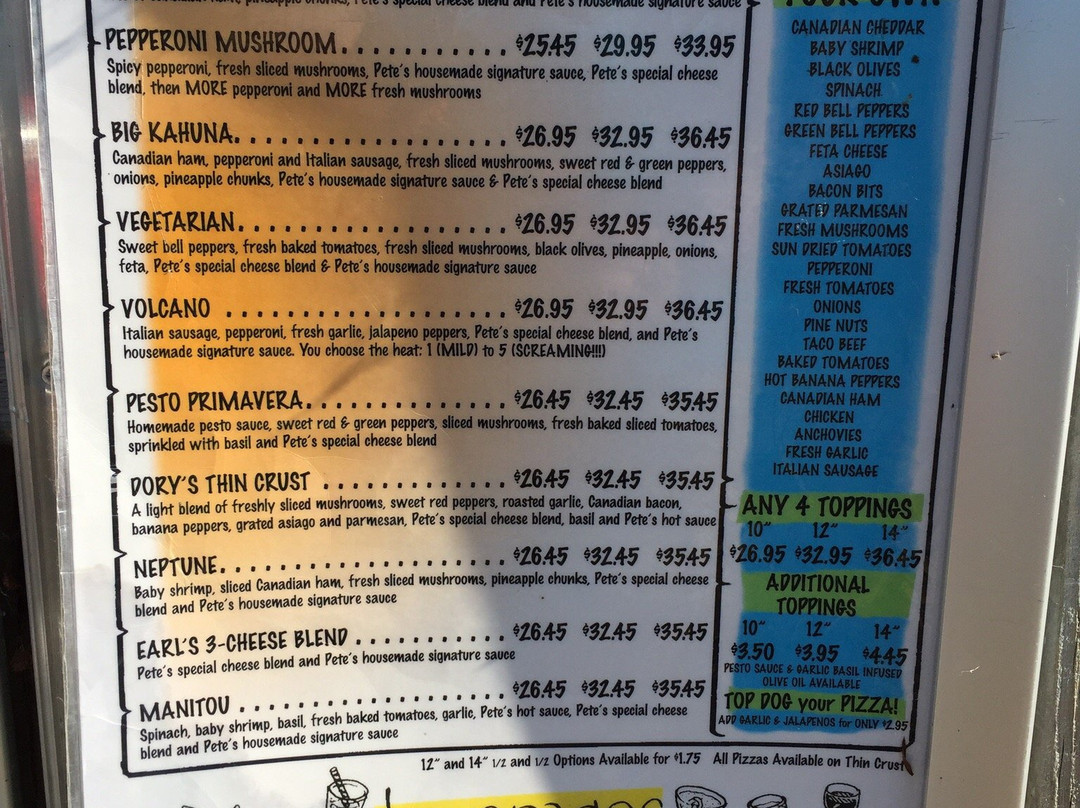 pineapple chunks, Pete's special cheese blend and Pete's housemade signature sauce
PEPPERONI MUSHROOM. . . . . . . . . . . . $25.45 $29.95 $33.95
Spicy pepperoni, fresh sliced mushrooms, Pete's housemade signature sauce, Pete's special cheese
blend, then MORE pepperoni and MORE fresh mushrooms
BIG KAHUNA. . . . . . . . . . . . . . . . . . . . $26.95 $32.95 $36.45
Canadian ham, pepperoni and Italian sausage, fresh sliced mushrooms, sweet red & green peppers,
onions, pineapple chunks, Pete's housemade signature sauce & Pete's special cheese blend
VEGETARIAN. . . . . . . . . . . . . . . . . . . . $26.95 $32.95 $36.45
Sweet bell peppers, fresh baked tomatoes, fresh sliced mushrooms, black olives, pineapple, onions,
feta, Pete's special cheese blend & Pete's housemade signature sauce
VOLCANO . . . . . . . . . . . . . . . . . . . . . $26.95 $32.95 $36.45
Italian sausage, pepperoni, fresh garlic, jalapeno peppers, Pete's special cheese blend, and Pete's
housemade signature sauce. You choose the heat: 1 (MILD) to 5 (SCREAMING!!!)
PESTO PRIMAVERA. . . . . . . . . . . . . . . $26.45 $32.45 $35.45
Homemade pesto sauce, sweet red & green peppers, sliced mushrooms, fresh baked sliced tomatoes,
sprinkled with basil and Pete's special cheese blend
DORY'S THIN CRUST . . . . . . . . . . . . . . $26.45 $32.45 $35.45
A light blend of freshly sliced mushrooms, sweet red peppers, roasted garlic, Canadian bacon,
banana peppers, grated asiago and parmesan, Pete's special cheese blend, basil and Pete's hot sauce
NEPTUNE. . . . . . . . . . . . . . . . . . . . . . $26.45 $32.45 $35.45
Baby shrimp, sliced Canadian ham, fresh sliced mushrooms, pineapple chunks, Pete's special cheese
blend and Pete's housemade signature sauce
EARL'S 3-CHEESE BLEND . . . . . . . . . . . $26.45 $32.45 $35.45
Pete's special cheese blend and Pete's housemade signature sauce
MANITOU . . . . . . . . . . . . . . . . . . . . . $26.45 $32.45 $35.45
Spinach, baby shrimp, basil, fresh baked tomatoes, garlic, Pete's hot sauce, Pete's special cheese
blend and Pete's housemade signature sauce
YOUR OWN
CANADIAN CHEDDAR
BABY SHRIMP
BLACK OLIVES
SPINACH
RED BELL PEPPERS
GREEN BELL PEPPERS
FETA CHEESE
ASIAGO
BACON BITS
GRATED PARMESAN
FRESH MUSHROOMS
SUN DRIED TOMATOES
PEPPERONI
FRESH TOMATOES
ONIONS
PINE NUTS
TACO BEEF
BAKED TOMATOES
HOT BANANA PEPPERS
CANADIAN HAM
CHICKEN
ANCHOVIES
FRESH GARLIC
ITALIAN SAUSAGE
ANY 4 TOPPINGS
10" 12" 14"
$26.95 $32.95 $36.45
ADDITIONAL
TOPPINGS
10" 12" 14"
$3.50 $3.95 $4.45
PESTO SAUCE & GARLIC BASIL INFUSED
OLIVE OIL AVAILABLE
TOP DOG your PIZZA!
ADD GARLIC & JALAPENOS for ONLY $2.95
12" and 14" 1/2 and 1/2 Options Available for $1.75 All Pizzas Available on Thin Crust